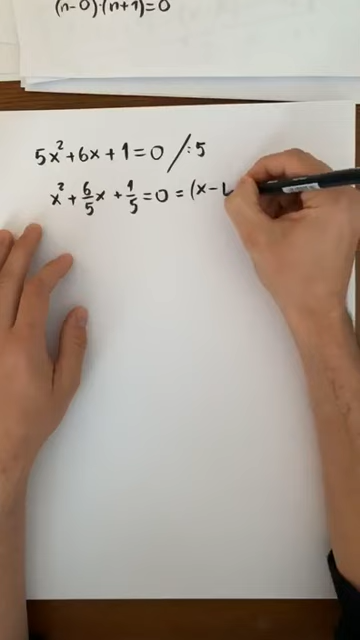 (n-0)·(n+1)=0
5x²+6x+1=0 /:5
x²+6/5x+1/5=0=(x-